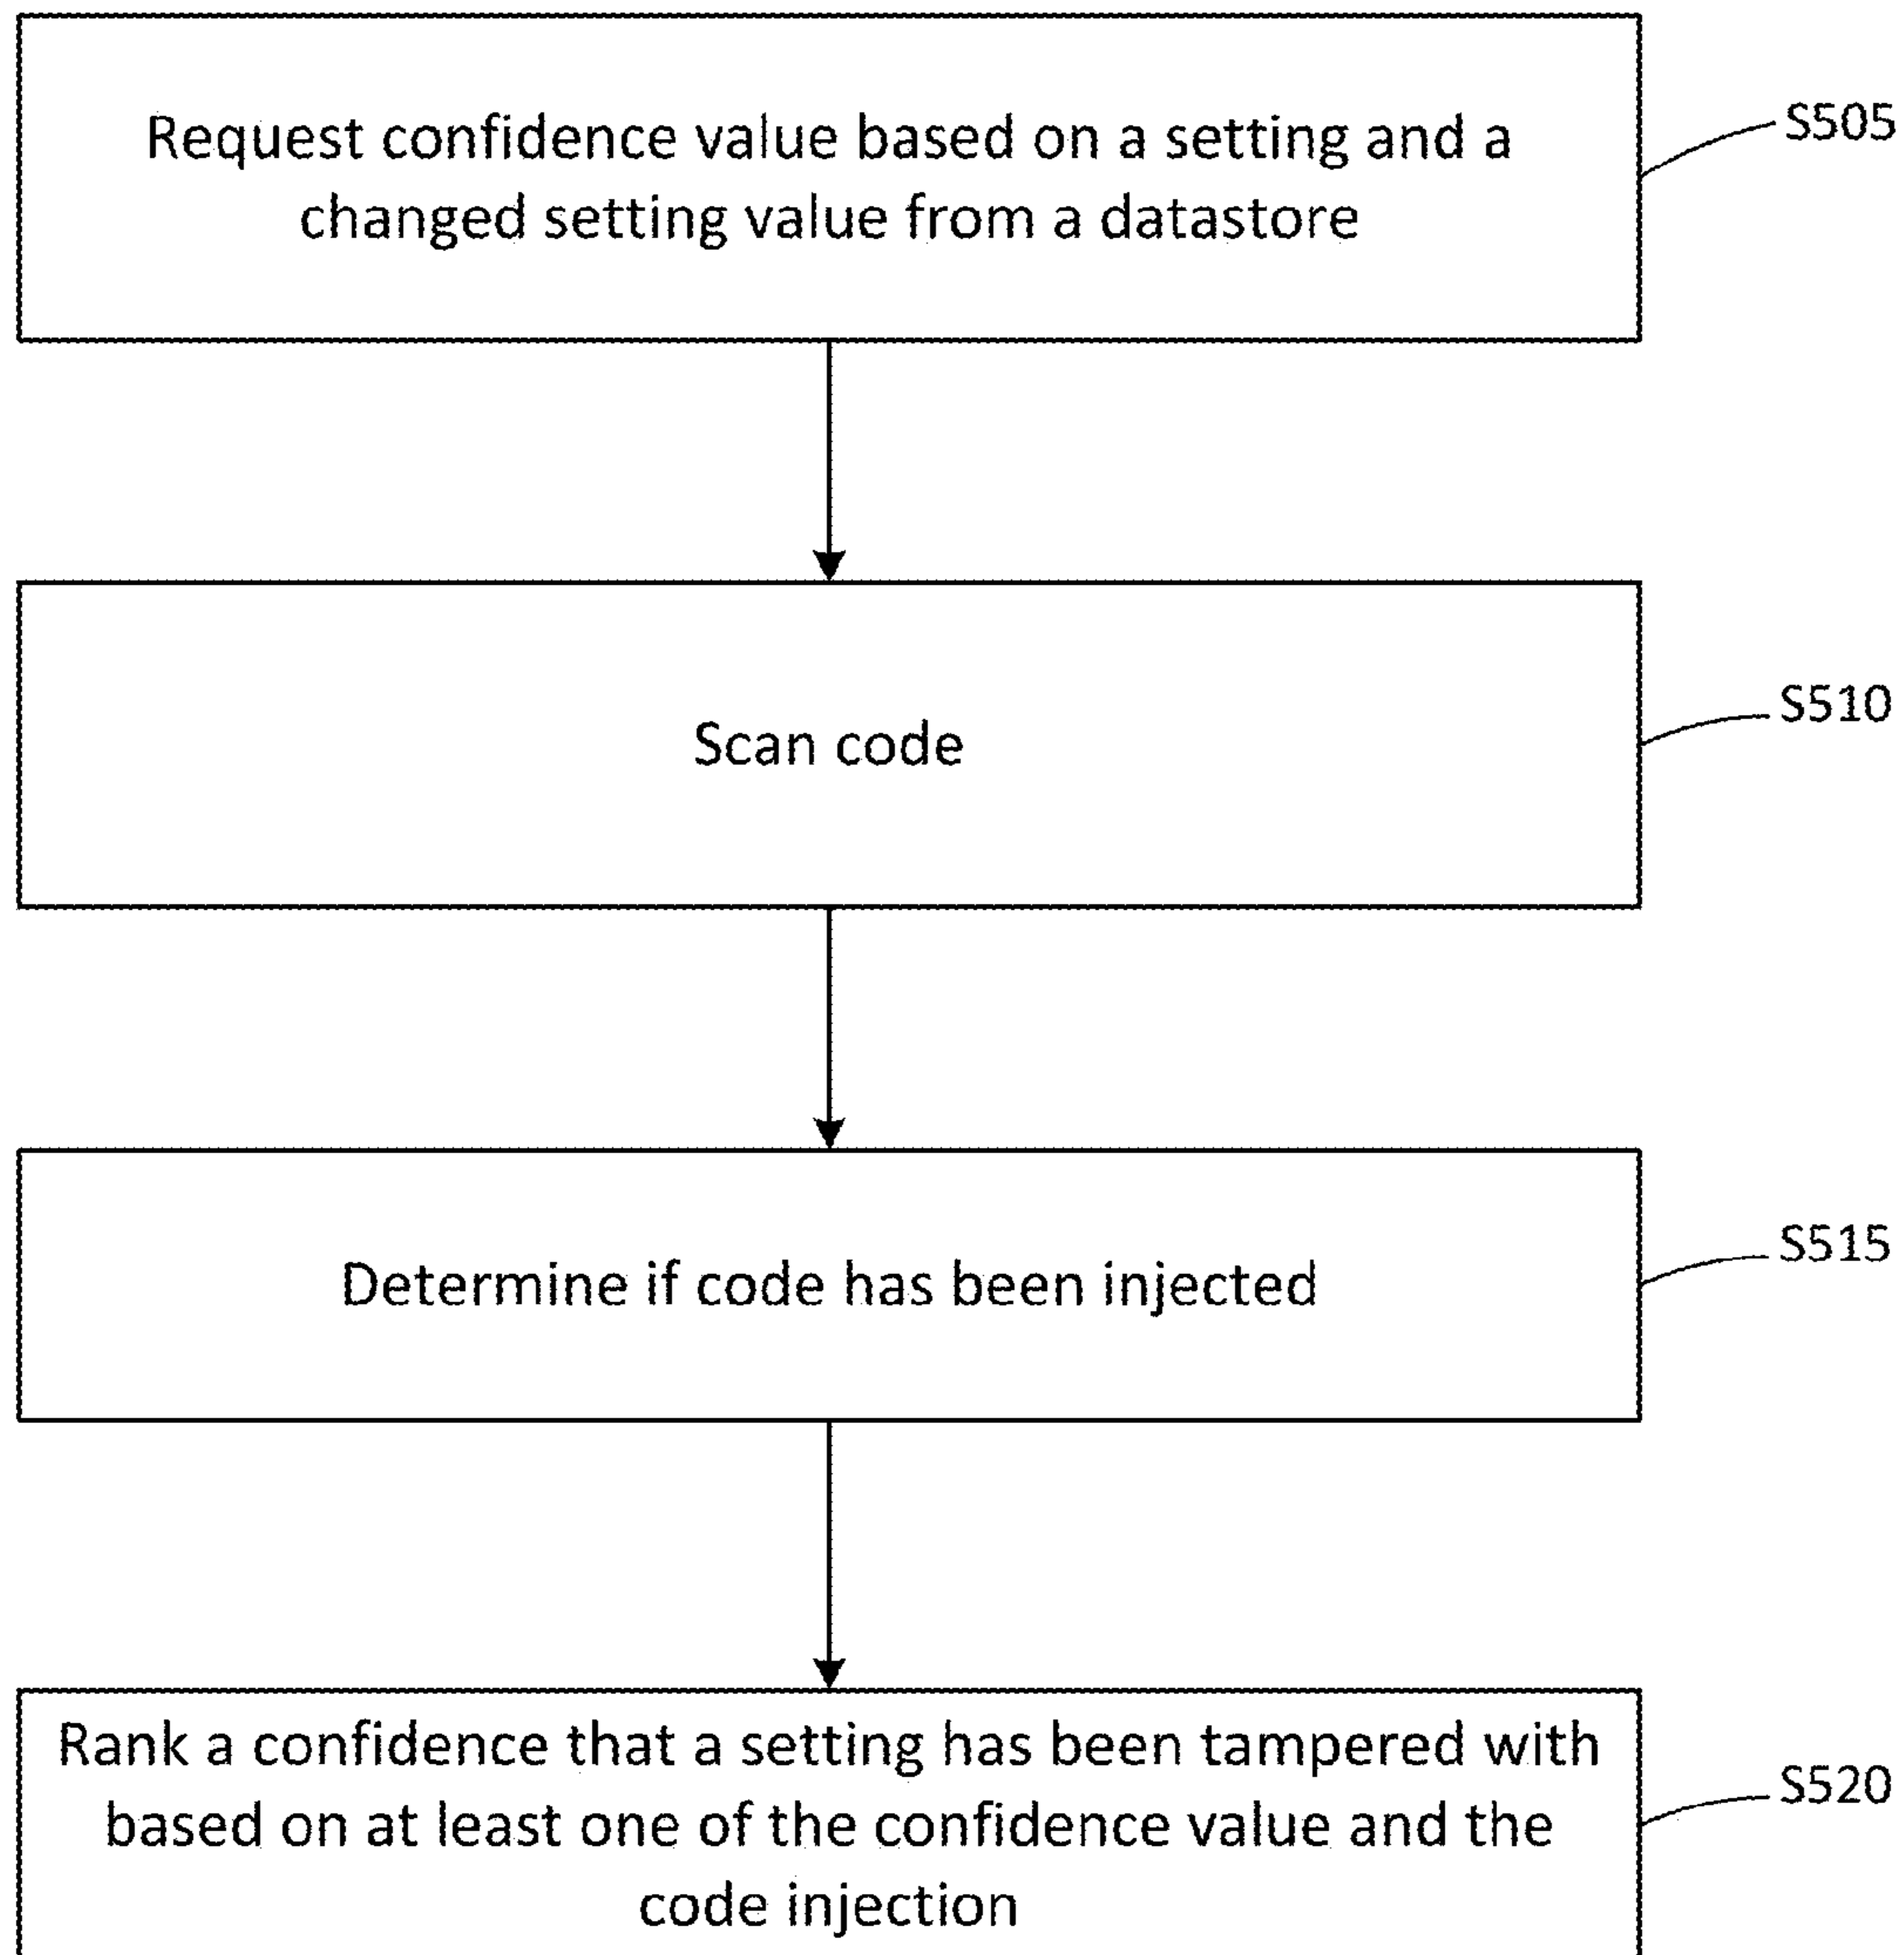 Request confidence value based on a setting and a
changed setting value from a datastore
S505
Scan code
S510
Determine if code has been injected
S515
Rank a confidence that a setting has been tampered with
based on at least one of the confidence value and the
code injection
S520